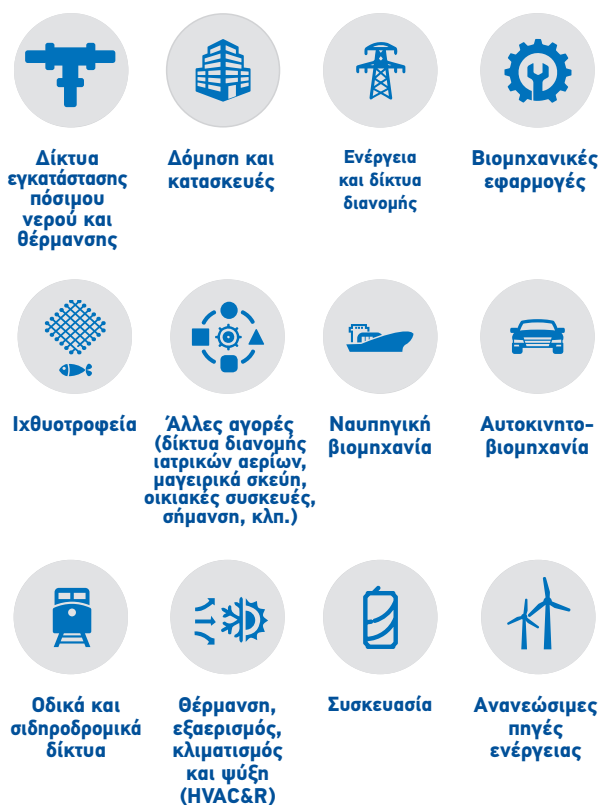 Δίκτυα
εγκατάστασης
πόσιμου
νερού και
θέρμανσης
Δόμηση και
κατασκευές
Ενέργεια
και δίκτυα
διανομής
Βιομηχανικές
εφαρμογές
Ιχθυοτροφεία
Άλλες αγορές
(δίκτυα διανομής
ιατρικών αερίων,
μαγειρικά σκεύη,
οικιακές συσκευές,
σήμανση, κλπ.)
Ναυπηγική
βιομηχανία
Αυτοκινητο-
βιομηχανία
Οδικά και
σιδηροδρομικά
δίκτυα
Θέρμανση,
εξαερισμός,
κλιματισμός
και ψύξη
(HVAC&R)
Συσκευασία
Ανανεώσιμες
πηγές
ενέργειας